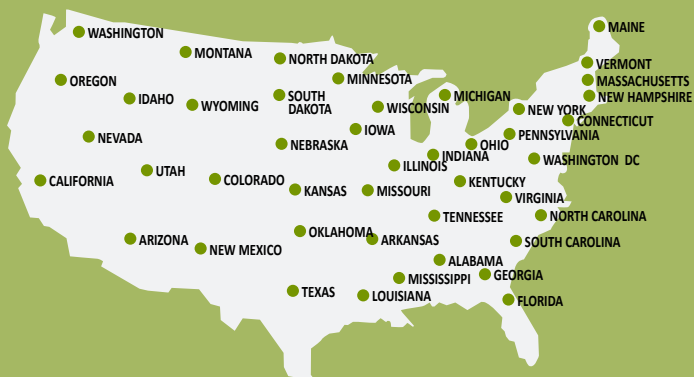 WASHINGTON
MONTANA
NORTH DAKOTA
MINNESOTA
MAINE
VERMONT
MASSACHUSETTS
NEW HAMPSHIRE
OREGON
IDAHO
WYOMING
SOUTH
DAKOTA
WISCONSIN
MICHIGAN
NEW YORK
CONNECTICUT
NEVADA
NEBRASKA
IOWA
ILLINOIS
INDIANA
OHIO
PENNSYLVANIA
WASHINGTON DC
CALIFORNIA
UTAH
COLORADO
KANSAS
MISSOURI
KENTUCKY
VIRGINIA
TENNESSEE
NORTH CAROLINA
ARIZONA
NEW MEXICO
OKLAHOMA
ARKANSAS
SOUTH CAROLINA
ALABAMA
MISSISSIPPI
GEORGIA
TEXAS
LOUISIANA
FLORIDA